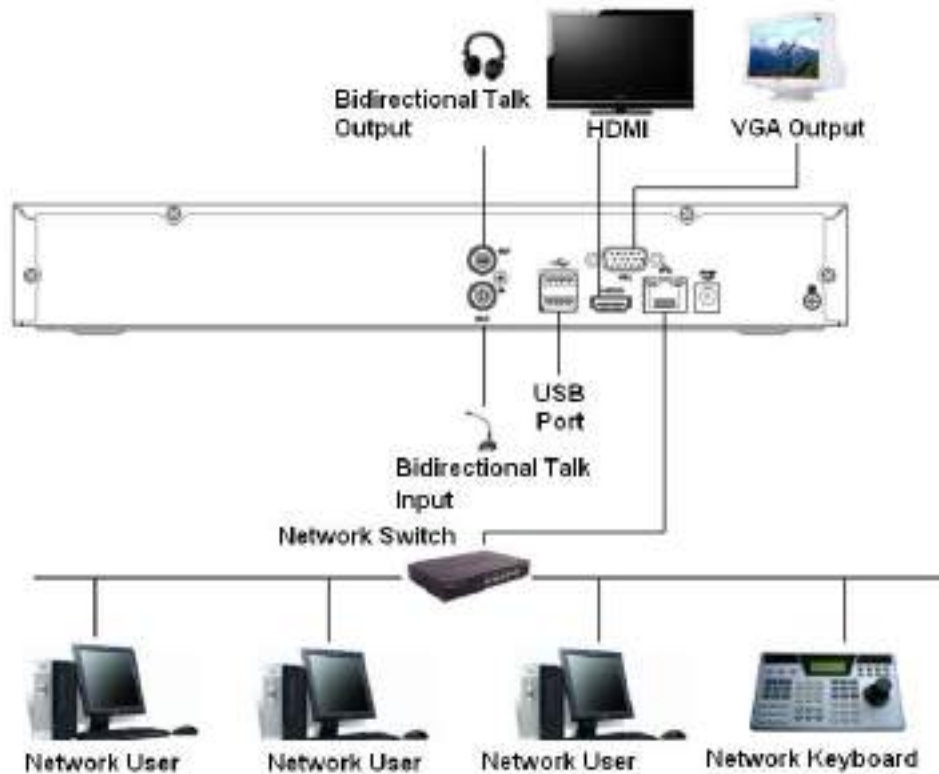 Bidirectional Talk
Output
HDMI
VGA Output
USB
Port
Bidirectional Talk
Input
Network Switch
Network User
Network User
Network User
Network Keyboard